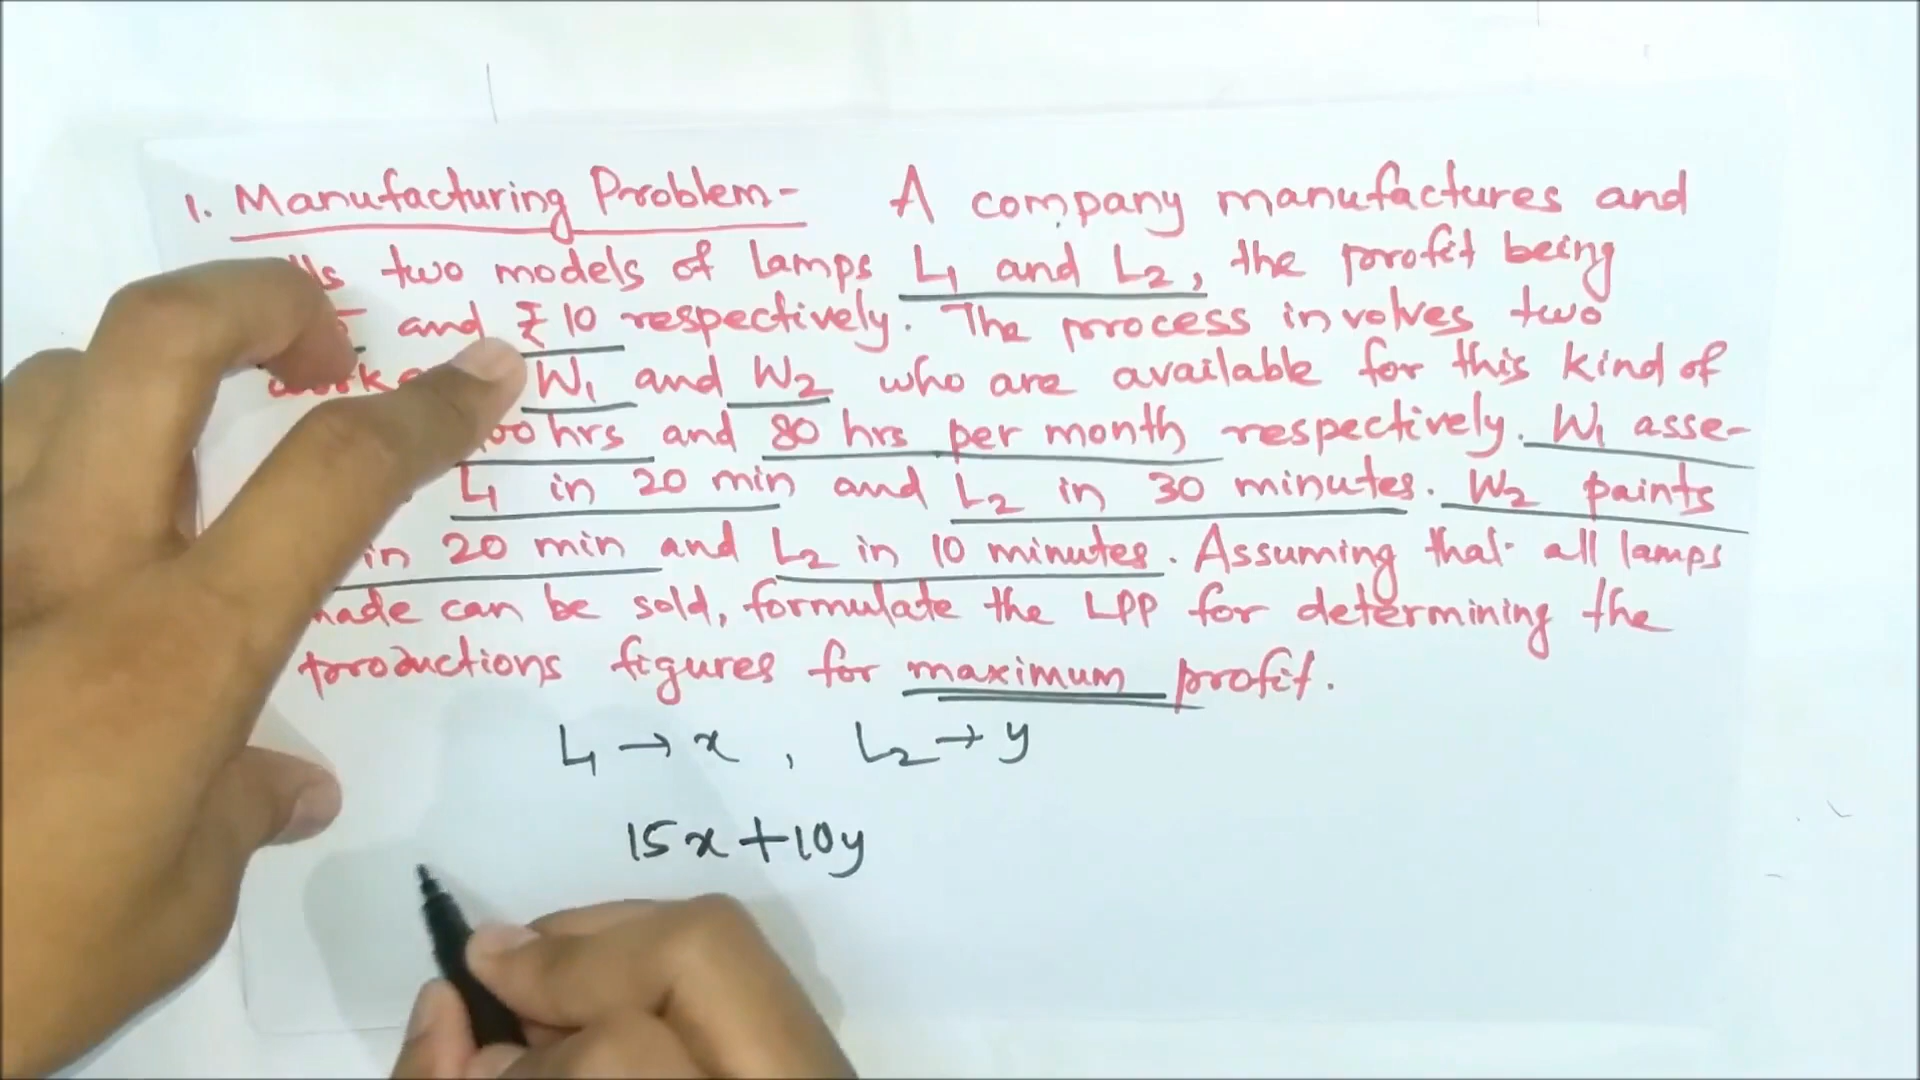 1. Manufacturing Problem - A company manufactures and
two models of lamps L1 and L2, the profit being
and ₹10 respectively. The process involves two
W1 and W2 who are available for this kind of
hrs and 80 hrs per month respectively. W1 asse-
L1 in 20 min and L2 in 30 minutes. W2 paints
in 20 min and L2 in 10 minutes. Assuming that all lamps
made can be sold, formulate the LPP for determining the
productions figures for maximum profit.
L1 → x , L2 → y
15x + 10y